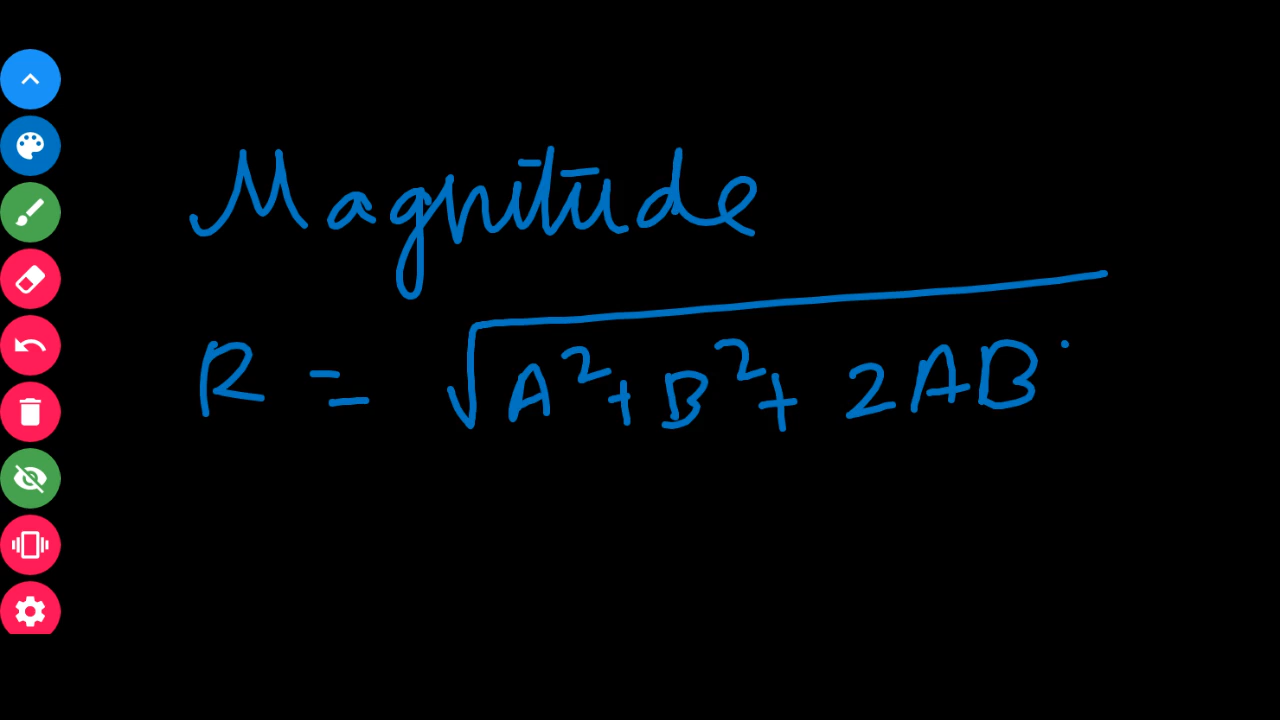 Magnitude
R = √A²+B²+2AB